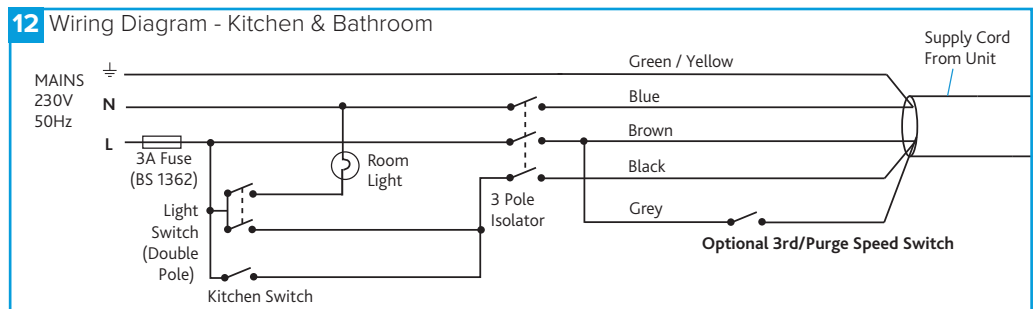 12 Wiring Diagram - Kitchen & Bathroom
Supply Cord
From Unit
MAINS
230V
50Hz
Green / Yellow
N
Blue
L
Brown
3A Fuse
(BS 1362)
Room
Light
Black
3 Pole
Isolator
Light
Switch
(Double
Pole)
Grey
Optional 3rd/Purge Speed Switch
Kitchen Switch